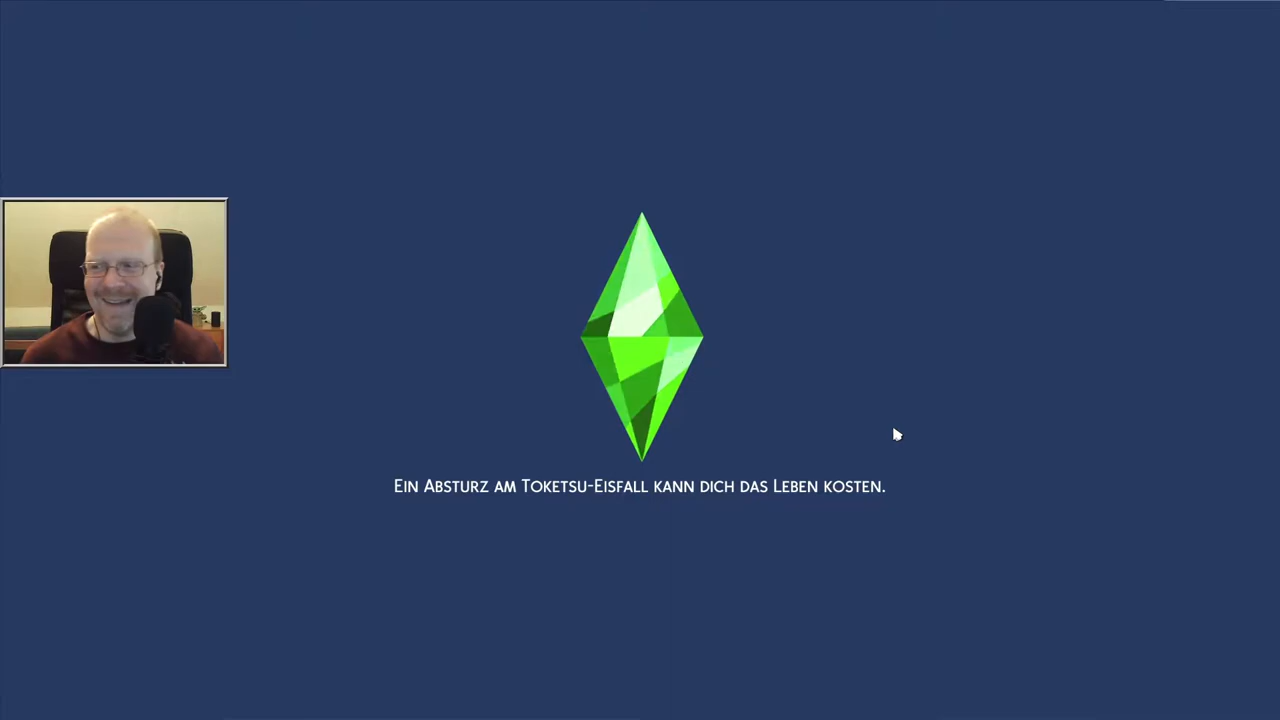 Ein Absturz am Toketsu-Eisfall kann dich das Leben kosten.